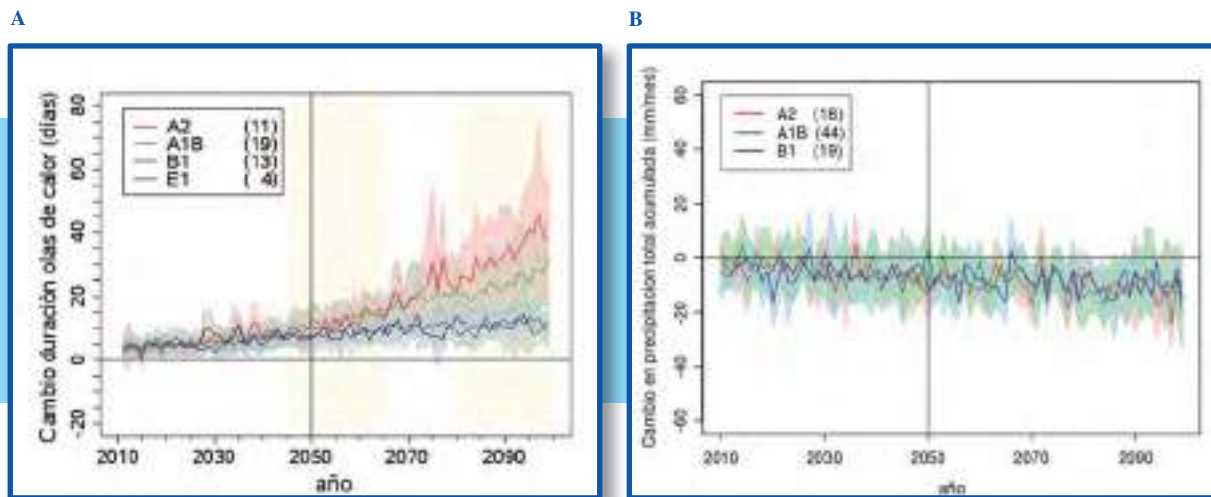 A
B
Cambio duración olas de calor (días)
80
60
40
20
0
-20
A2 (11)
A1B (19)
B1 (13)
E1 ( 4)
2010 2030 2050 2070 2090
año
Cambio en precipitacion total acumulada (mm/mes)
60
40
20
0
-20
-40
-60
A2 (16)
A1B (44)
B1 (19)
2010 2030 2050 2070 2090
año